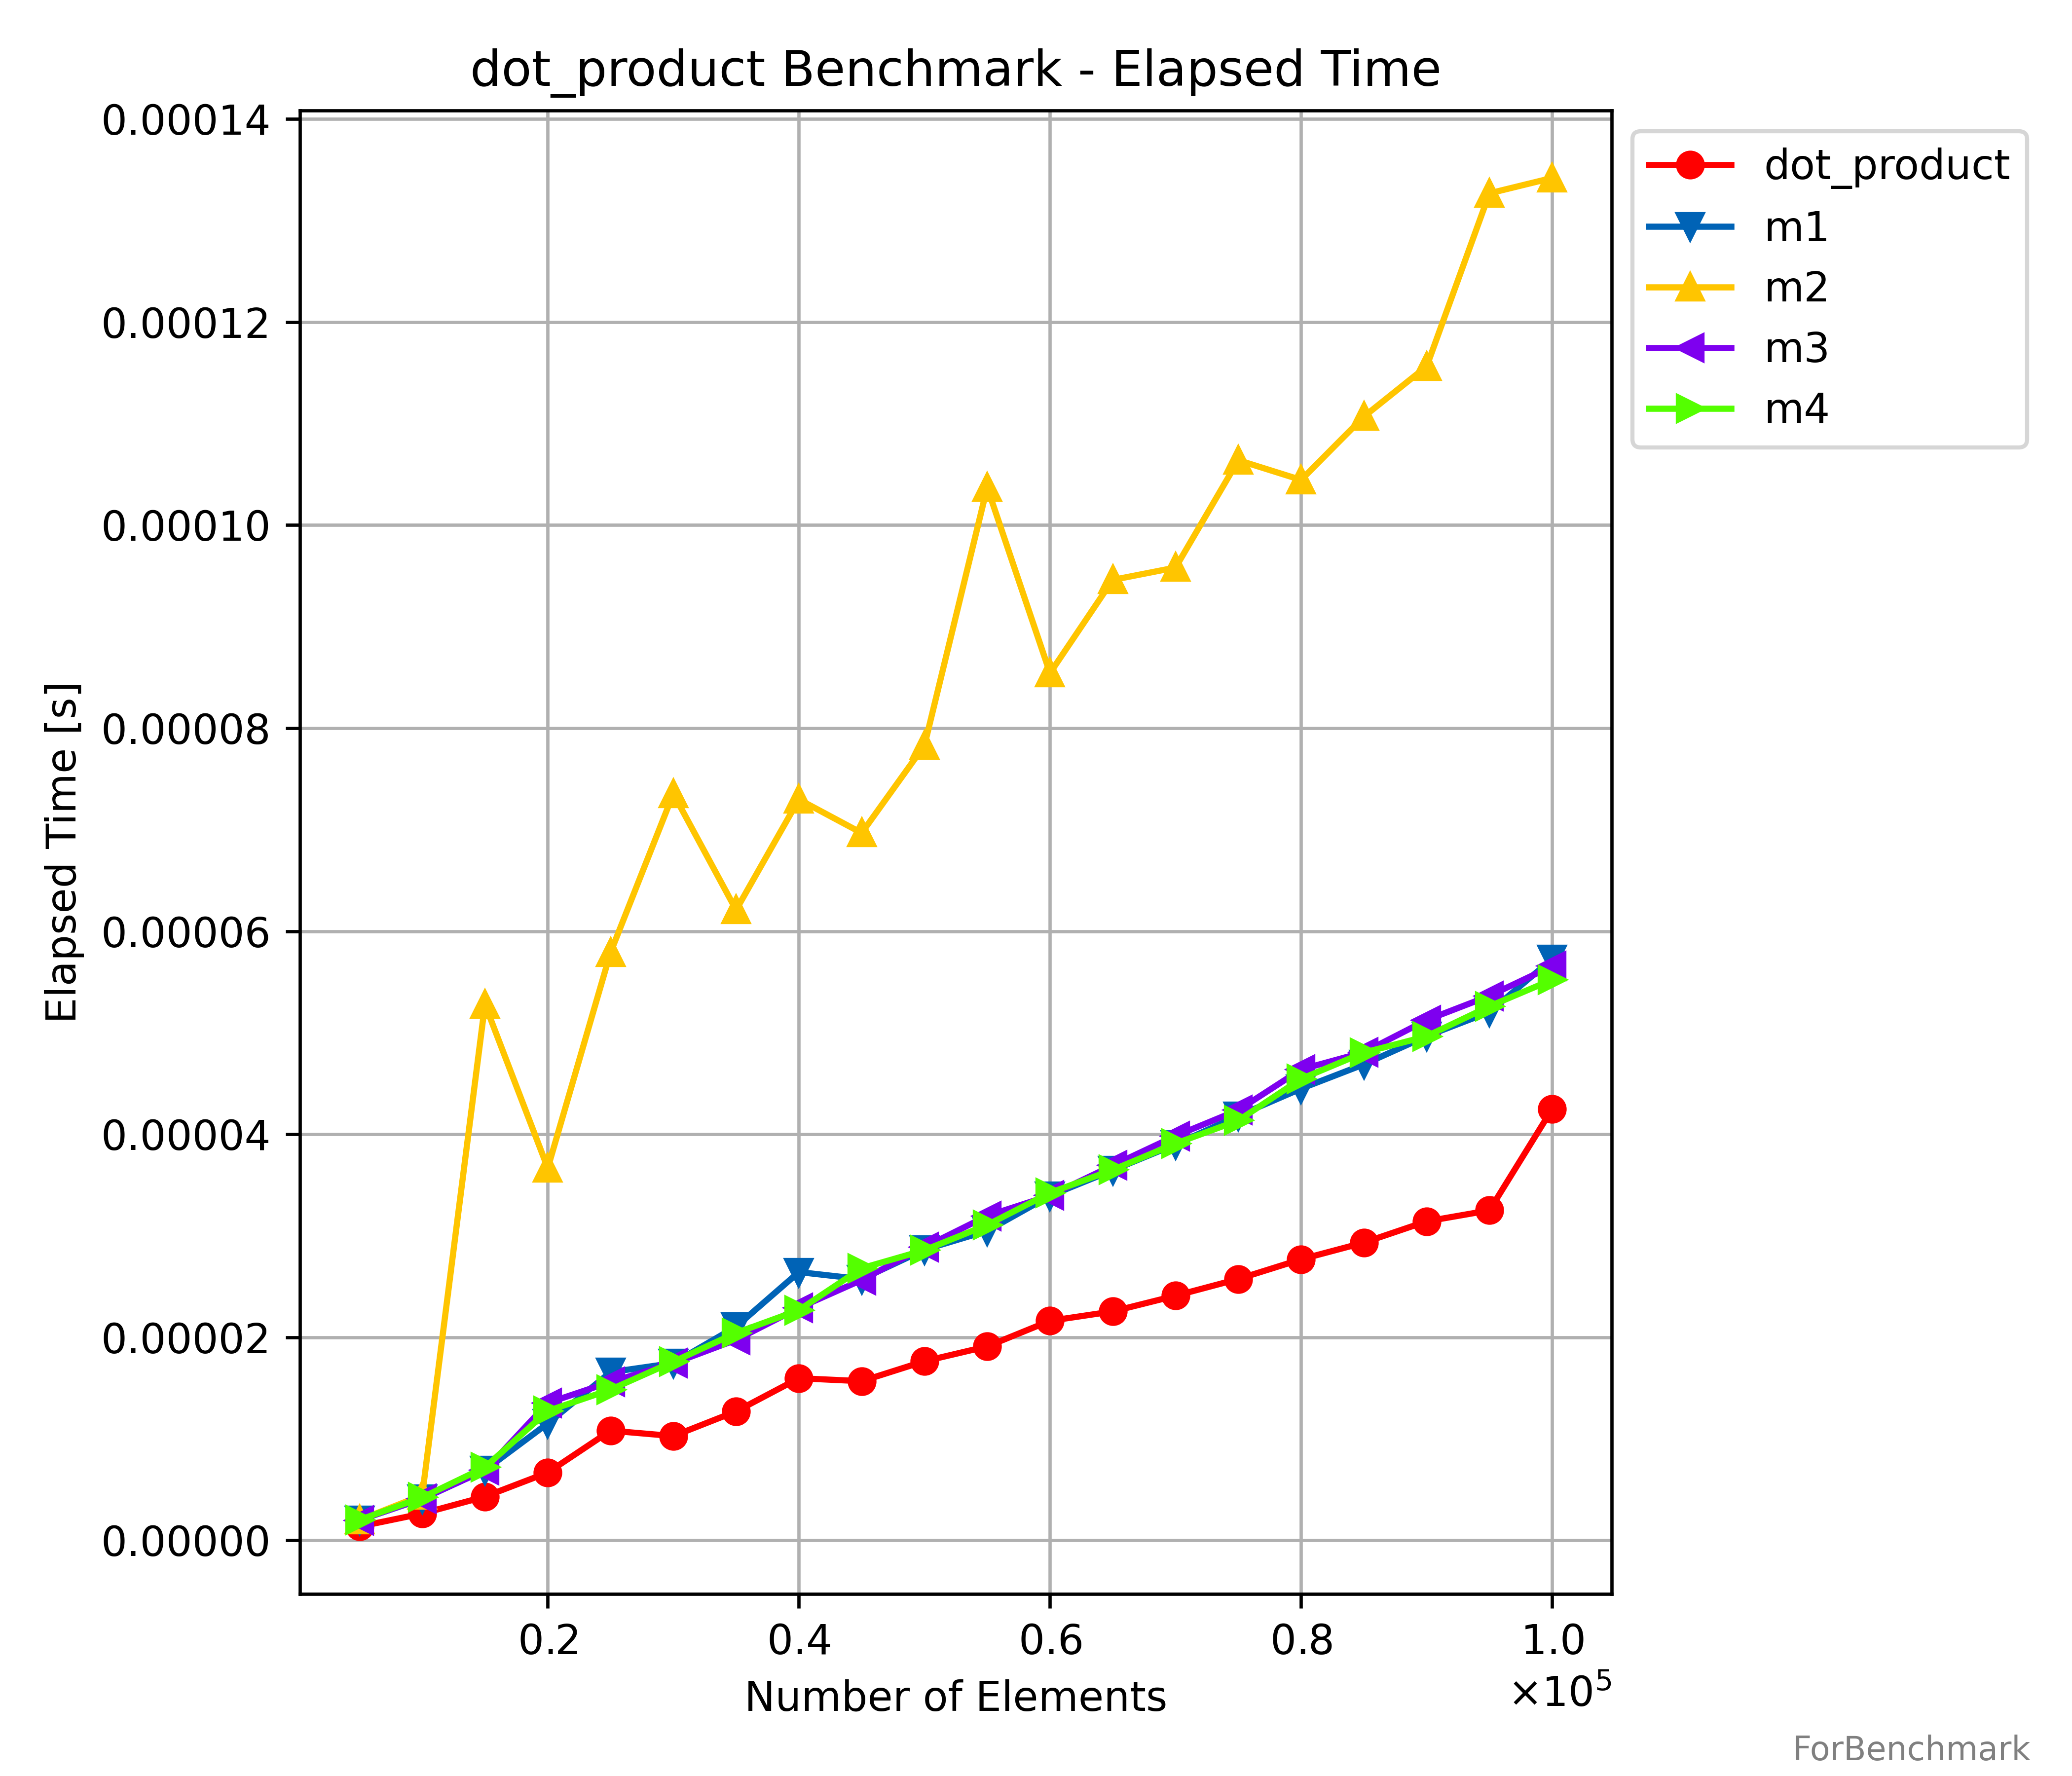 dot_product Benchmark - Elapsed Time
0.00014
0.00012
0.00010
0.00008
0.00006
0.00004
0.00002
0.00000
Elapsed Time [s]
0.2 0.4 0.6 0.8 1.0
×10⁵
Number of Elements
dot_product
m1
m2
m3
m4
ForBenchmark